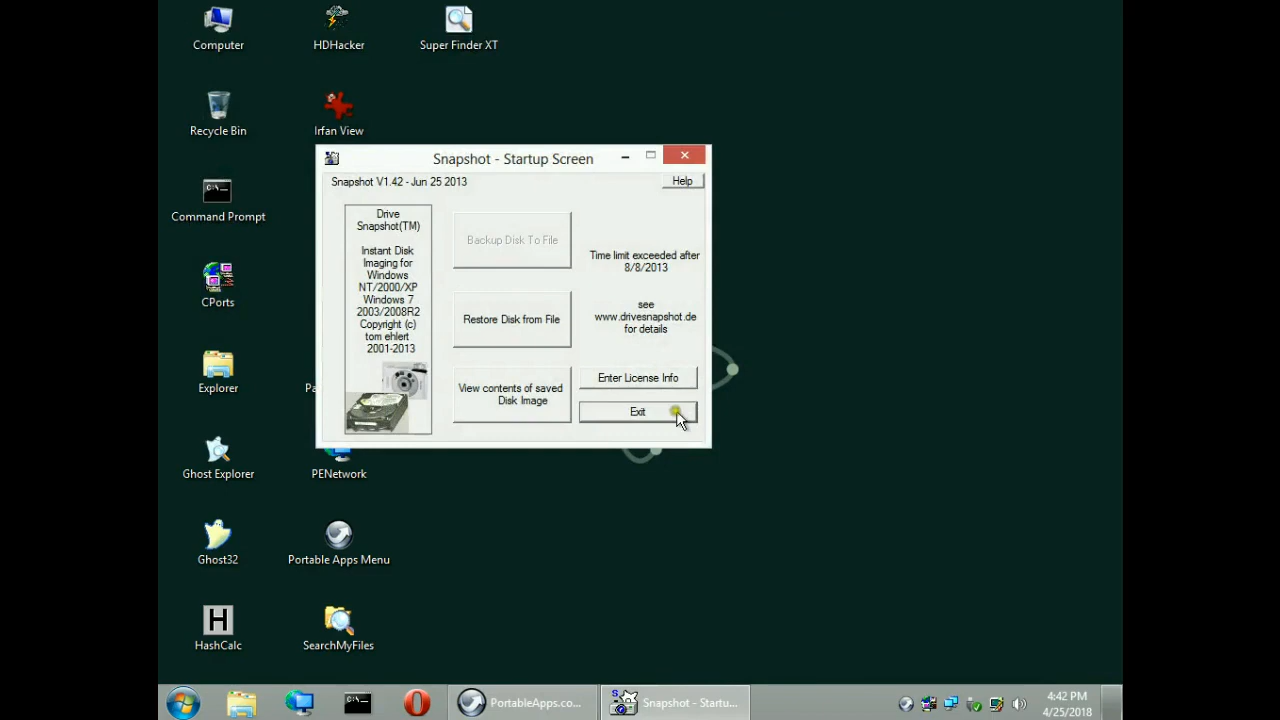 Computer
HDHacker
Super Finder XT
Recycle Bin
Irfan View
Command Prompt
CPorts
Explorer
Pa
Ghost Explorer
PENetwork
Ghost32
Portable Apps Menu
H
HashCalc
SearchMyFiles
Snapshot - Startup Screen
Snapshot V1.42 - Jun 25 2013
Help
Drive
Snapshot(TM)
Instant Disk
Imaging for
Windows
NT/2000/XP
Windows 7
2003/2008R2
Copyright (c)
tom ehlert
2001-2013
Backup Disk To File
Restore Disk from File
View contents of saved
Disk Image
Time limit exceeded after
8/8/2013
see
www.drivesnapshot.de
for details
Enter License Info
Exit
PortableApps.co...
Snapshot - Startu...
4:42 PM
4/25/2018